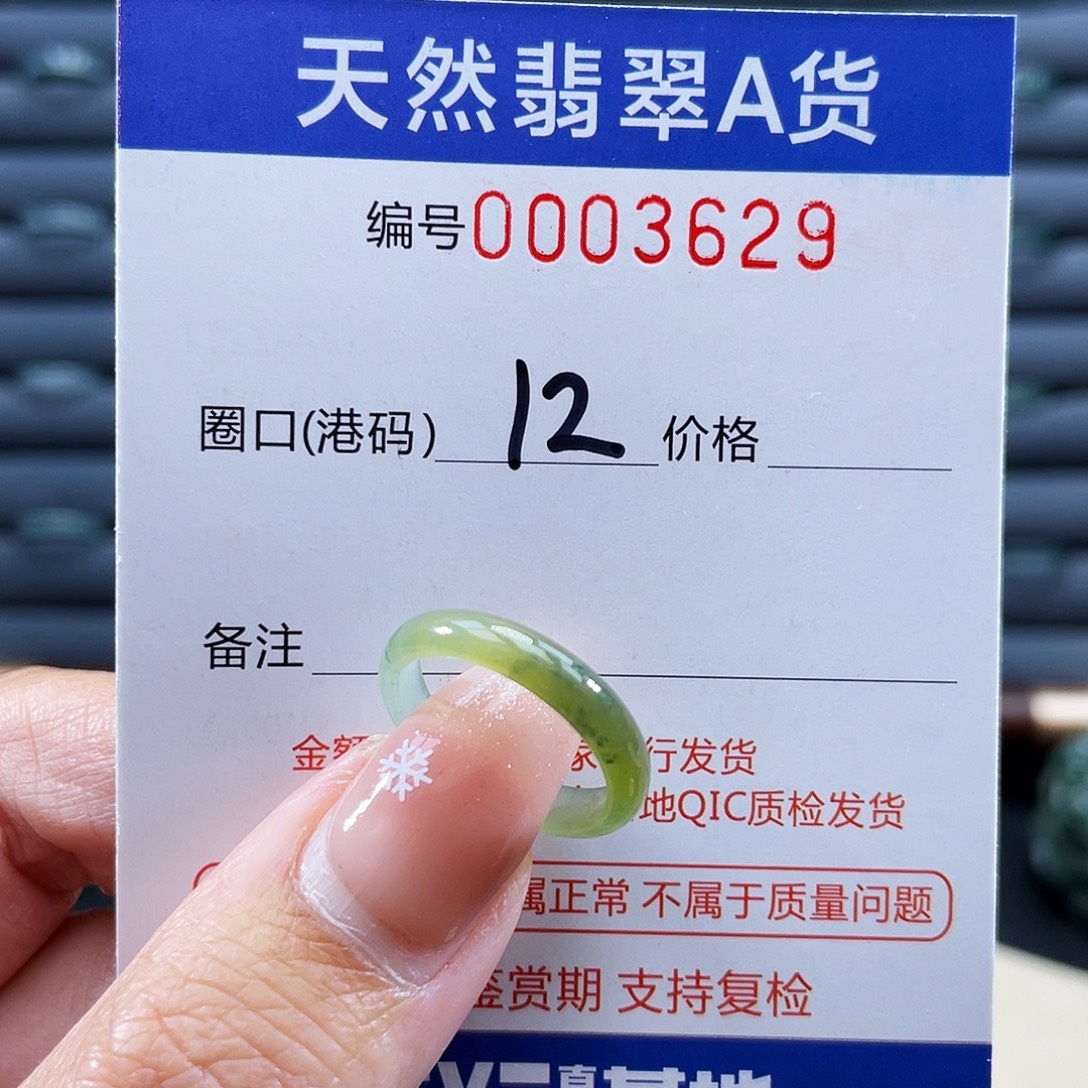 天然翡翠A货
编号0003629
圈口(港码) 12 价格
备注
金 行发货
地QIC质检发货
属正常 不属于质量问题
鉴赏期 支持复检
基地